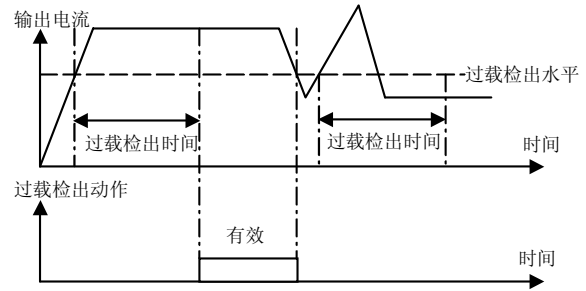 输出电流
过载检出水平
过载检出时间
过载检出时间
时间
过载检出动作
有效
时间